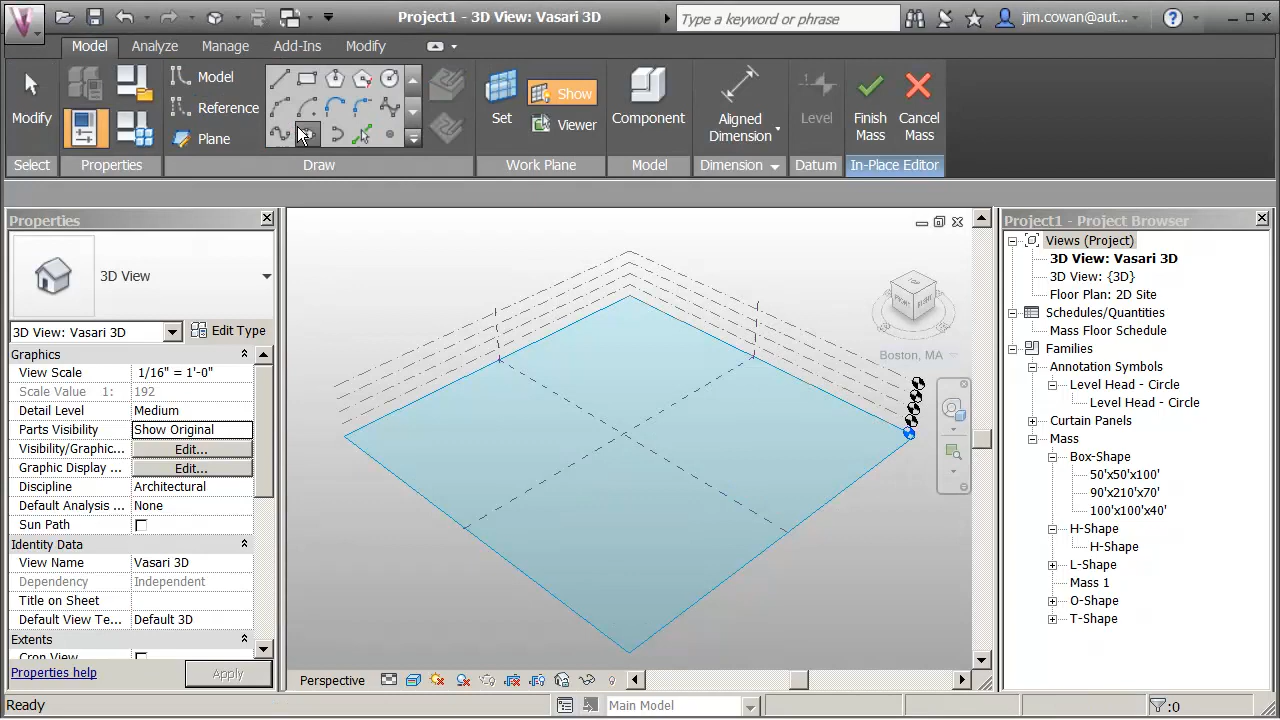 Project1 - 3D View: Vasari 3D
Type a keyword or phrase
jim.cowan@aut...
Model
Analyze
Manage
Add-Ins
Modify
Modify
Model
Reference
Plane
Set
Show
Viewer
Component
Aligned
Dimension
Level
Finish
Mass
Cancel
Mass
Select
Properties
Draw
Work Plane
Model
Dimension
Datum
In-Place Editor
Properties
3D View
3D View: Vasari 3D
Edit Type
Graphics
View Scale 1/16" = 1'-0"
Scale Value 1: 192
Detail Level Medium
Parts Visibility Show Original
Visibility/Graphic... Edit...
Graphic Display ... Edit...
Discipline Architectural
Default Analysis ... None
Sun Path
Identity Data
View Name Vasari 3D
Dependency Independent
Title on Sheet
Default View Te... Default 3D
Extents
Crop View
Properties help
Apply
TOP
FRONT
RIGHT
Boston, MA
Perspective
Project1 - Project Browser
Views (Project)
3D View: Vasari 3D
3D View: {3D}
Floor Plan: 2D Site
Schedules/Quantities
Mass Floor Schedule
Families
Annotation Symbols
Level Head - Circle
Level Head - Circle
Curtain Panels
Mass
Box-Shape
50'x50'x100'
90'x210'x70'
100'x100'x40'
H-Shape
H-Shape
L-Shape
Mass 1
O-Shape
T-Shape
Ready
Main Model
:0